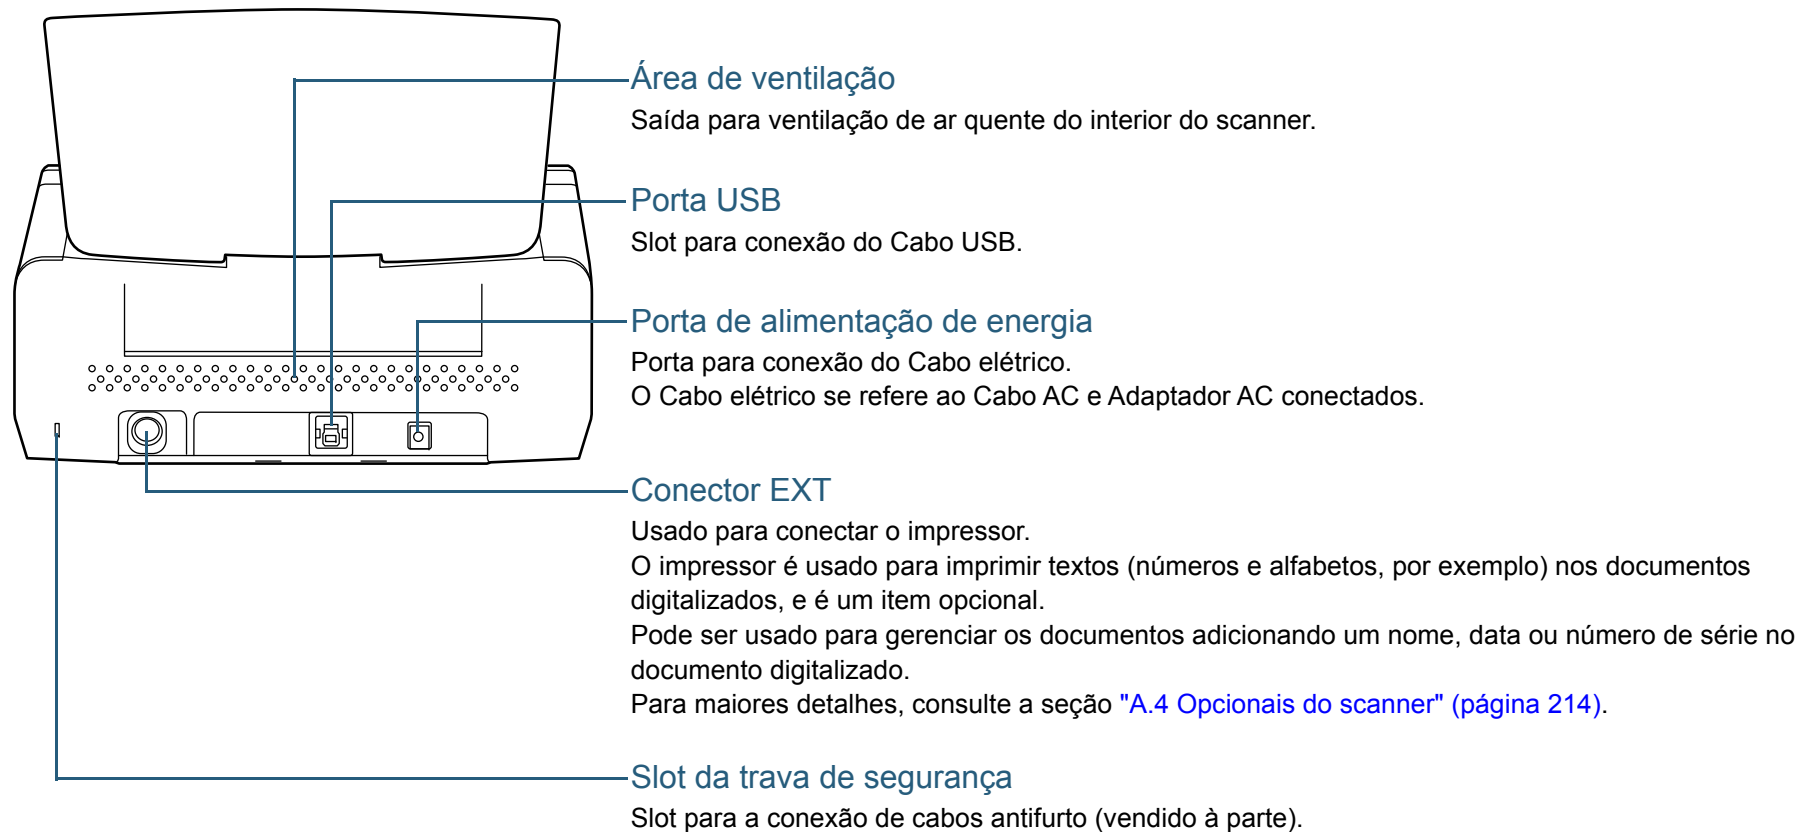 Área de ventilação
Saída para ventilação de ar quente do interior do scanner.
Porta USB
Slot para conexão do Cabo USB.
Porta de alimentação de energia
Porta para conexão do Cabo elétrico.
O Cabo elétrico se refere ao Cabo AC e Adaptador AC conectados.
Conector EXT
Usado para conectar o impressor.
O impressor é usado para imprimir textos (números e alfabetos, por exemplo) nos documentos
digitalizados, e é um item opcional.
Pode ser usado para gerenciar os documentos adicionando um nome, data ou número de série no
documento digitalizado.
Para maiores detalhes, consulte a seção "A.4 Opcionais do scanner" (página 214).
Slot da trava de segurança
Slot para a conexão de cabos antifurto (vendido à parte).